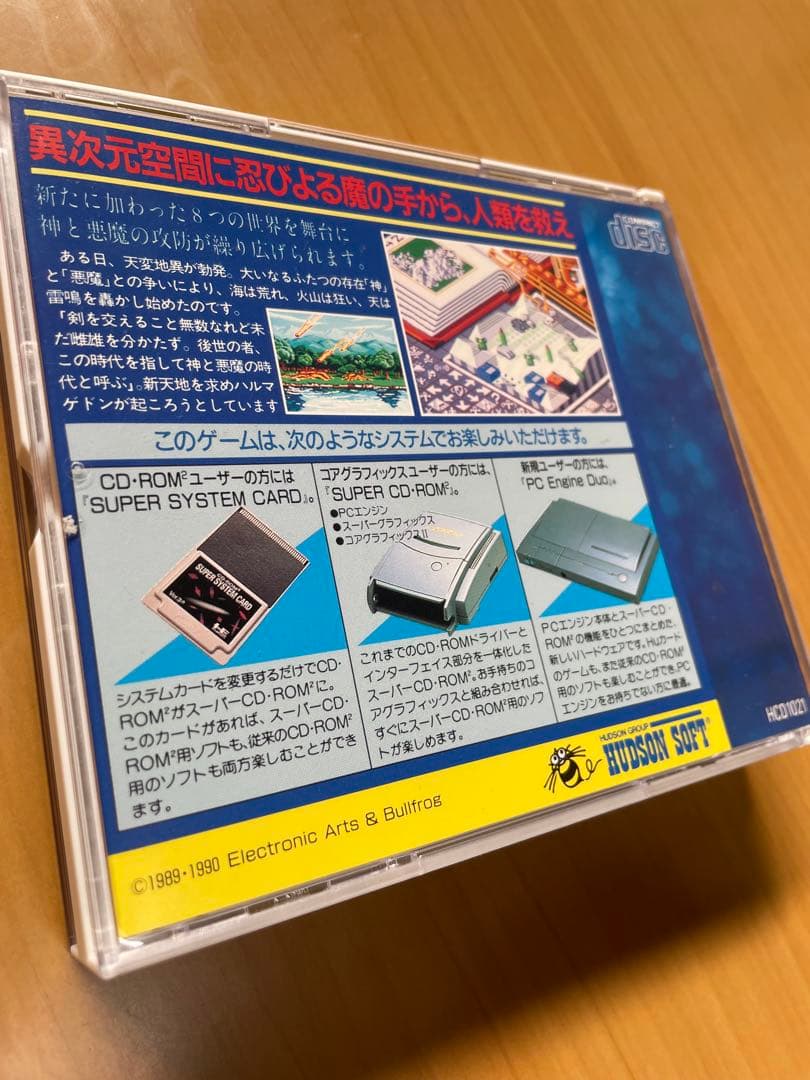 異次元空間に忍びよる魔の手から、人類を救え
COMPACT
disc
新たに加わった8つの世界を舞台に
神と悪魔の攻防が繰り広げられます。
ある日、天変地異が勃発。大いなるふたつの存在「神」
と「悪魔」との争いにより、海は荒れ、火山は狂い、天は
雷鳴を轟かし始めたのです。
「剣を交えること無数なれど未
だ雌雄を分かたず。後世の者、
この時代を指して神と悪魔の時
代と呼ぶ」。新天地を求めハルマ
ゲドンが起ころうとしています
このゲームは、次のようなシステムでお楽しみいただけます。
CD・ROM²ユーザーの方には
『SUPER SYSTEM CARD』。
SUPER SYSTEM CARD
Ver.3.0
システムカードを変更するだけでCD・
ROM²がスーパーCD・ROM²に。
このカードがあれば、スーパーCD・
ROM²用ソフトも、従来のCD・ROM²
用のソフトも両方楽しむことができ
ます。
コアグラフィックスユーザーの方には、
『SUPER CD・ROM²』。
●PCエンジン
●スーパーグラフィックス
●コアグラフィックスII
これまでのCD・ROMドライバーと
インターフェイス部分を一体化した
スーパーCD・ROM²。お手持ちのコ
アグラフィックスと組み合わせれば、
すぐにスーパーCD・ROM²用のソフ
トが楽しめます。
新規ユーザーの方には、
「PC Engine Duo」。
PCエンジン本体とスーパーCD・
ROM²の機能をひとつにまとめた、
新しいハードウェアです。Huカード
のゲームも、また従来のCD・ROM²
用のソフトも楽しむことができ、PC
エンジンをお持ちでない方に最適。
HCD1021
HUDSON GROUP
HUDSON SOFT®
©1989・1990 Electronic Arts & Bullfrog